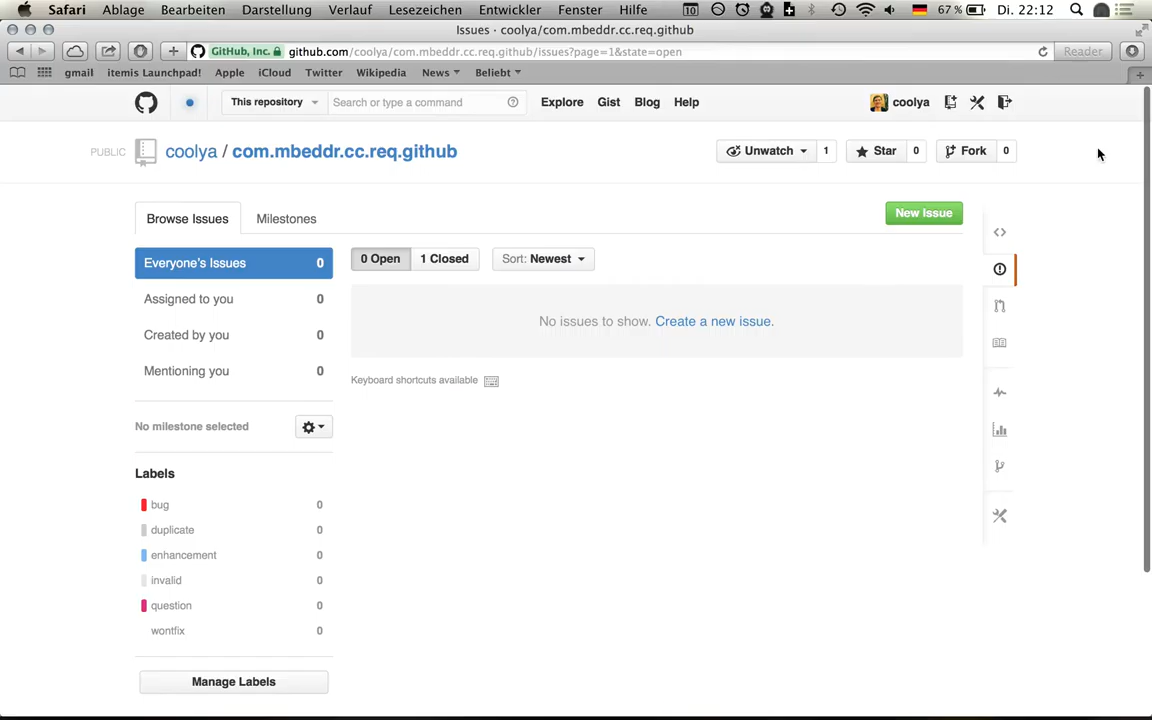 Safari Ablage Bearbeiten Darstellung Verlauf Lesezeichen Entwickler Fenster Hilfe 10 67 % Di. 22:12
Issues · coolya/com.mbeddr.cc.req.github
GitHub, Inc. github.com/coolya/com.mbeddr.cc.req.github/issues?page=1&state=open Reader
gmail itemis Launchpad! Apple iCloud Twitter Wikipedia News Beliebt
This repository Search or type a command Explore Gist Blog Help coolya
PUBLIC coolya / com.mbeddr.cc.req.github Unwatch 1 Star 0 Fork 0
Browse Issues Milestones New Issue
Everyone's Issues 0 0 Open 1 Closed Sort: Newest
Assigned to you 0
No issues to show. Create a new issue.
Created by you 0
Mentioning you 0
Keyboard shortcuts available
No milestone selected
Labels
bug 0
duplicate 0
enhancement 0
invalid 0
question 0
wontfix 0
Manage Labels